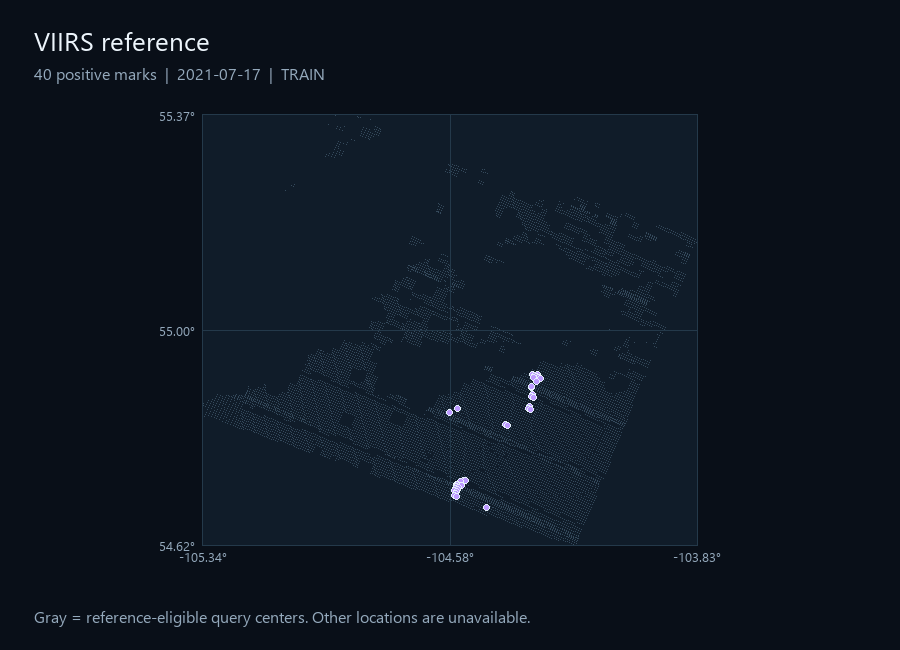 VIIRS reference
40 positive marks | 2021-07-17 | TRAIN
55.37°
55.00°
54.62°
-105.34°
-104.58°
-103.83°
Gray = reference-eligible query centers. Other locations are unavailable.